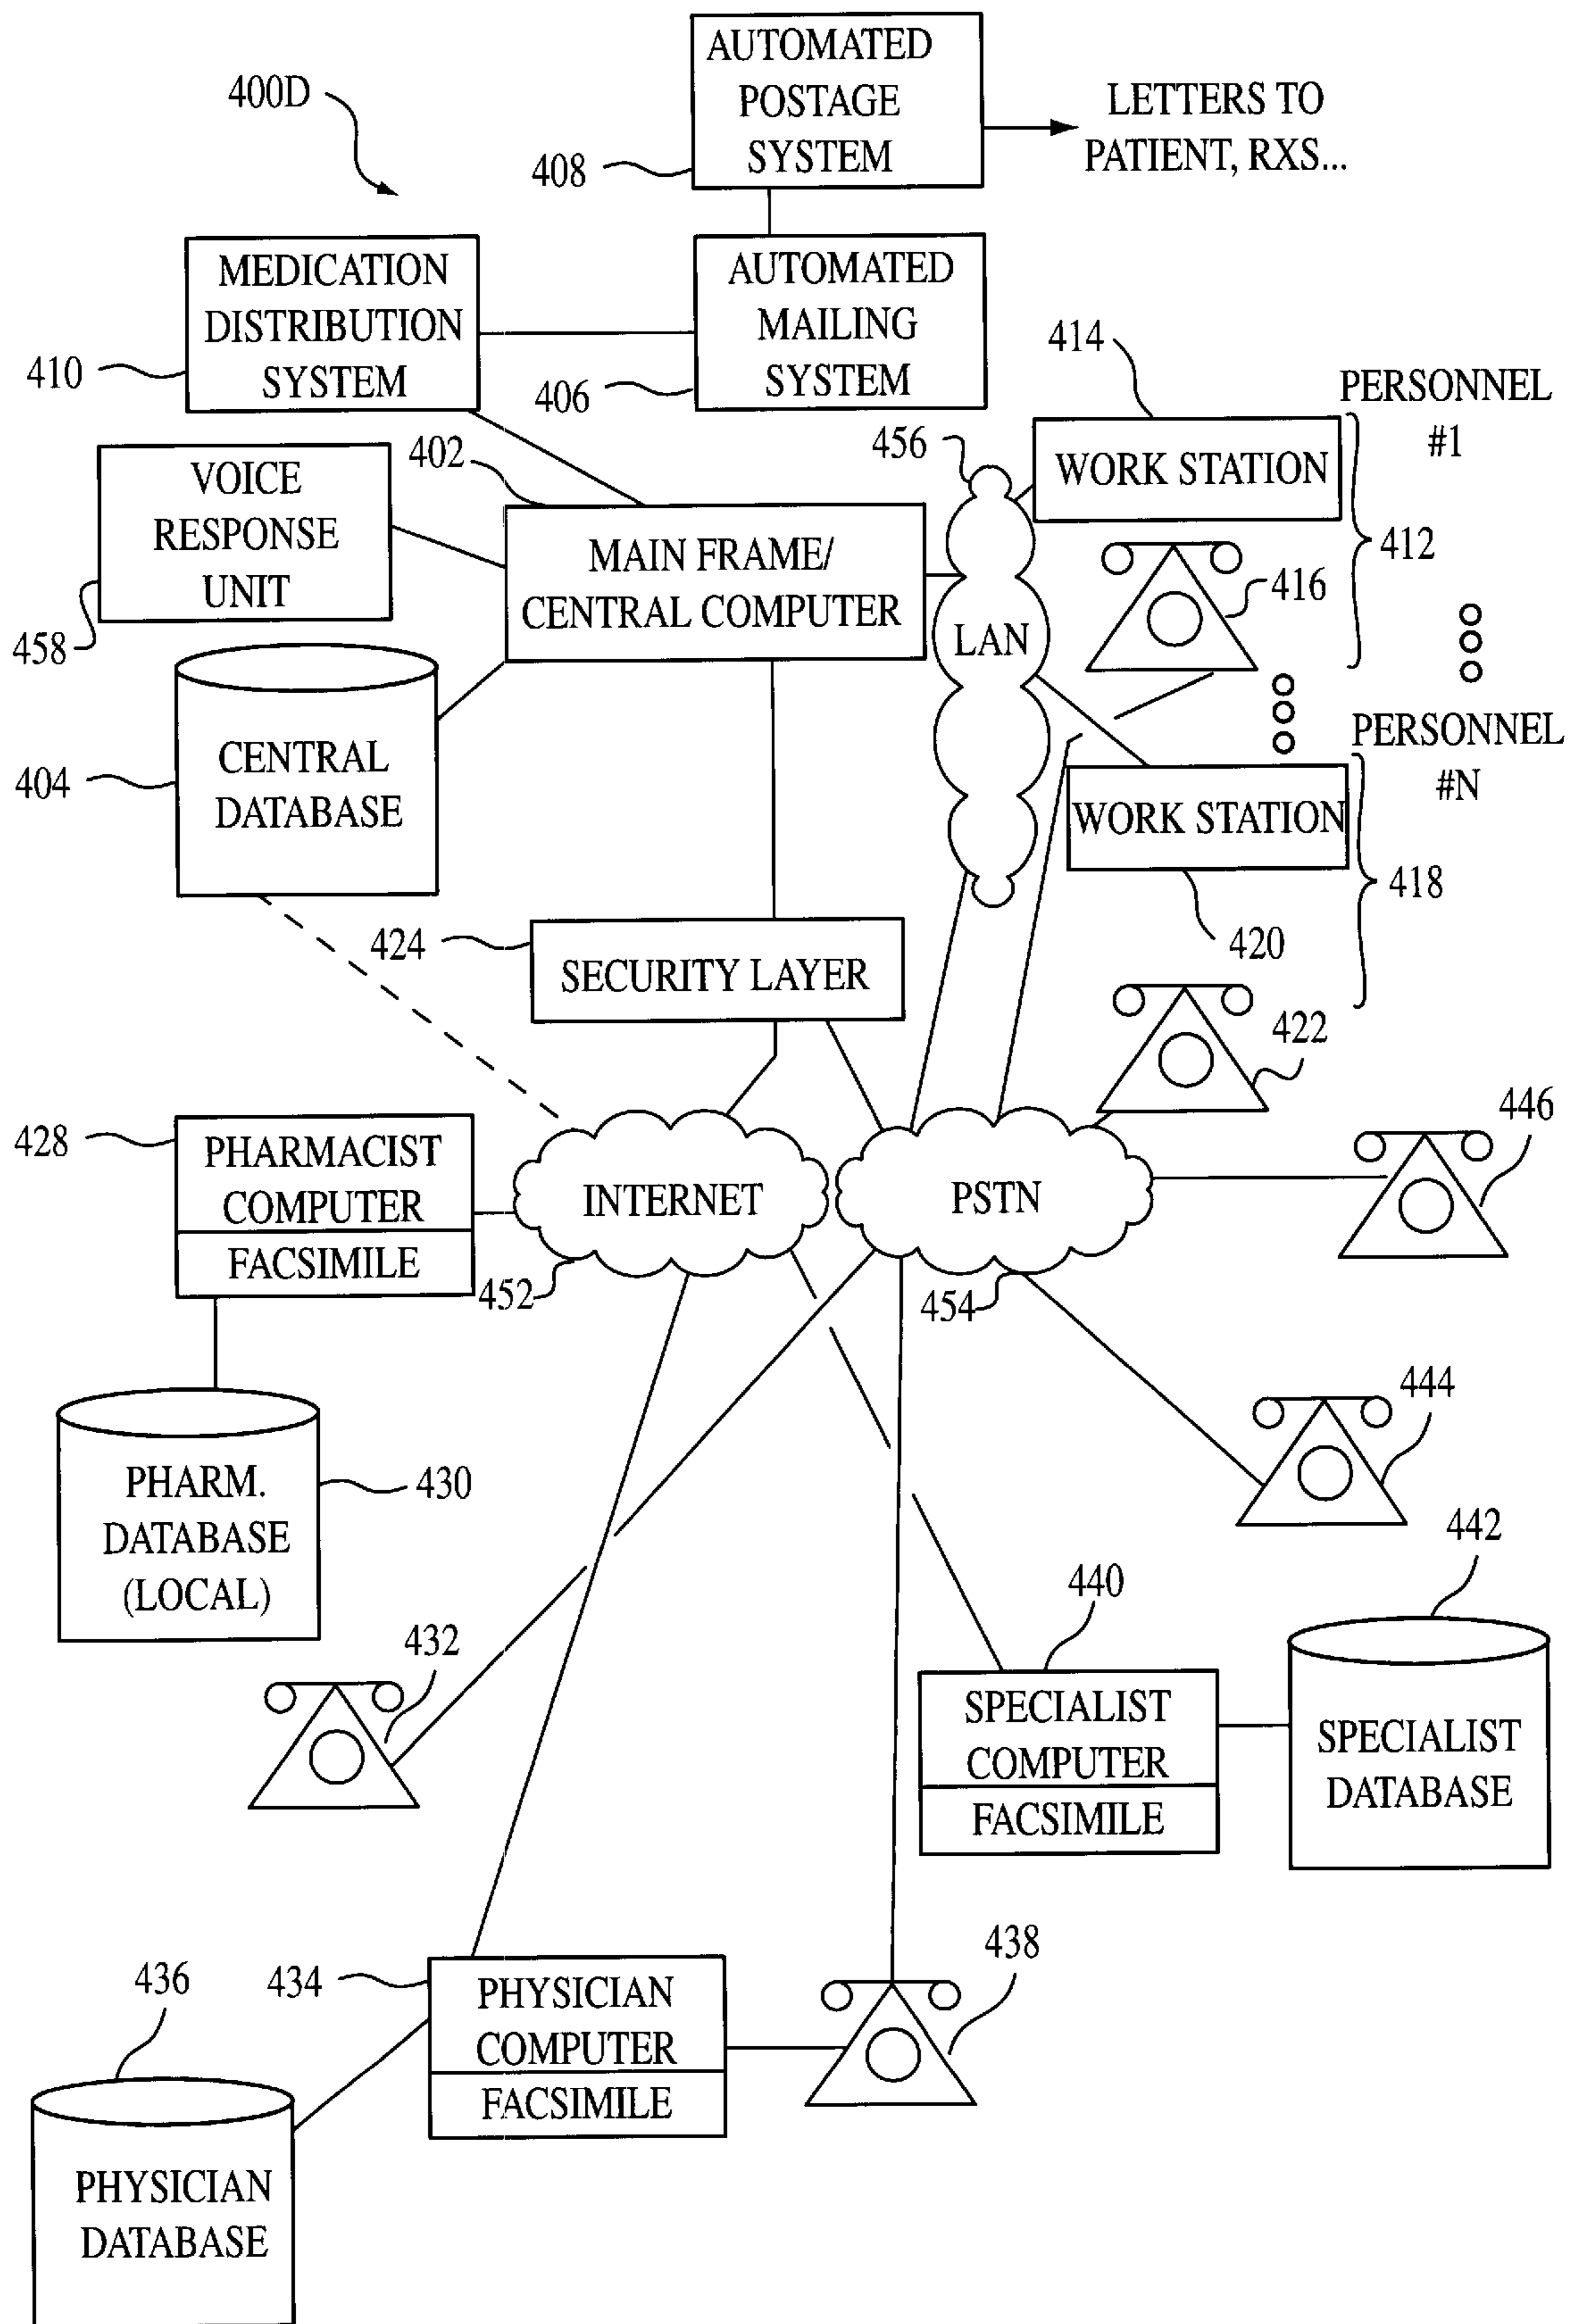 400D
AUTOMATED
POSTAGE
SYSTEM
408
LETTERS TO
PATIENT, RXS...
MEDICATION
DISTRIBUTION
SYSTEM
410
AUTOMATED
MAILING
SYSTEM
406
414
PERSONNEL
#1
WORK STATION
412
416
VOICE
RESPONSE
UNIT
458
402
MAIN FRAME/
CENTRAL COMPUTER
456
LAN
CENTRAL
DATABASE
404
PERSONNEL
#N
WORK STATION
418
420
422
424
SECURITY LAYER
428
PHARMACIST
COMPUTER
FACSIMILE
INTERNET
452
PSTN
454
446
444
PHARM.
DATABASE
(LOCAL)
430
432
440
SPECIALIST
COMPUTER
FACSIMILE
442
SPECIALIST
DATABASE
436
434
PHYSICIAN
COMPUTER
FACSIMILE
438
PHYSICIAN
DATABASE